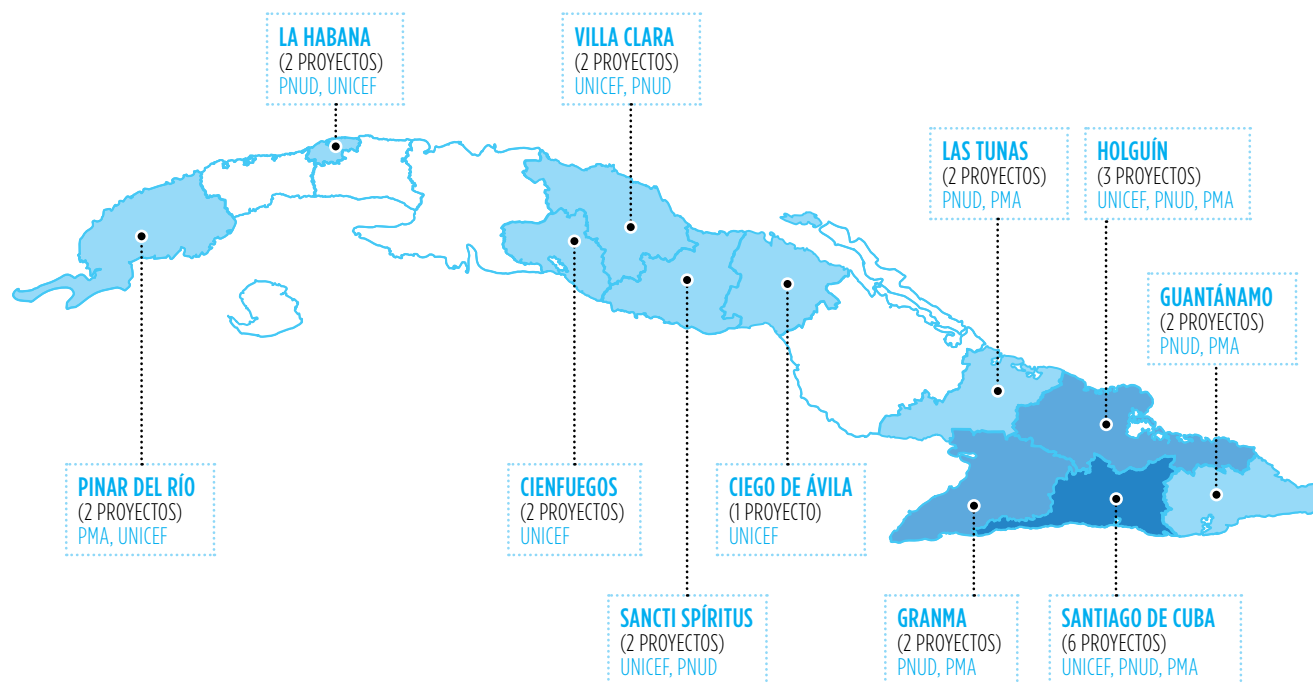 LA HABANA
(2 PROYECTOS)
PNUD, UNICEF
VILLA CLARA
(2 PROYECTOS)
UNICEF, PNUD
LAS TUNAS
(2 PROYECTOS)
PNUD, PMA
HOLGUÍN
(3 PROYECTOS)
UNICEF, PNUD, PMA
GUANTÁNAMO
(2 PROYECTOS)
PNUD, PMA
PINAR DEL RÍO
(2 PROYECTOS)
PMA, UNICEF
CIENFUEGOS
(2 PROYECTOS)
UNICEF
CIEGO DE ÁVILA
(1 PROYECTO)
UNICEF
SANCTI SPÍRITUS
(2 PROYECTOS)
UNICEF, PNUD
GRANMA
(2 PROYECTOS)
PNUD, PMA
SANTIAGO DE CUBA
(6 PROYECTOS)
UNICEF, PNUD, PMA